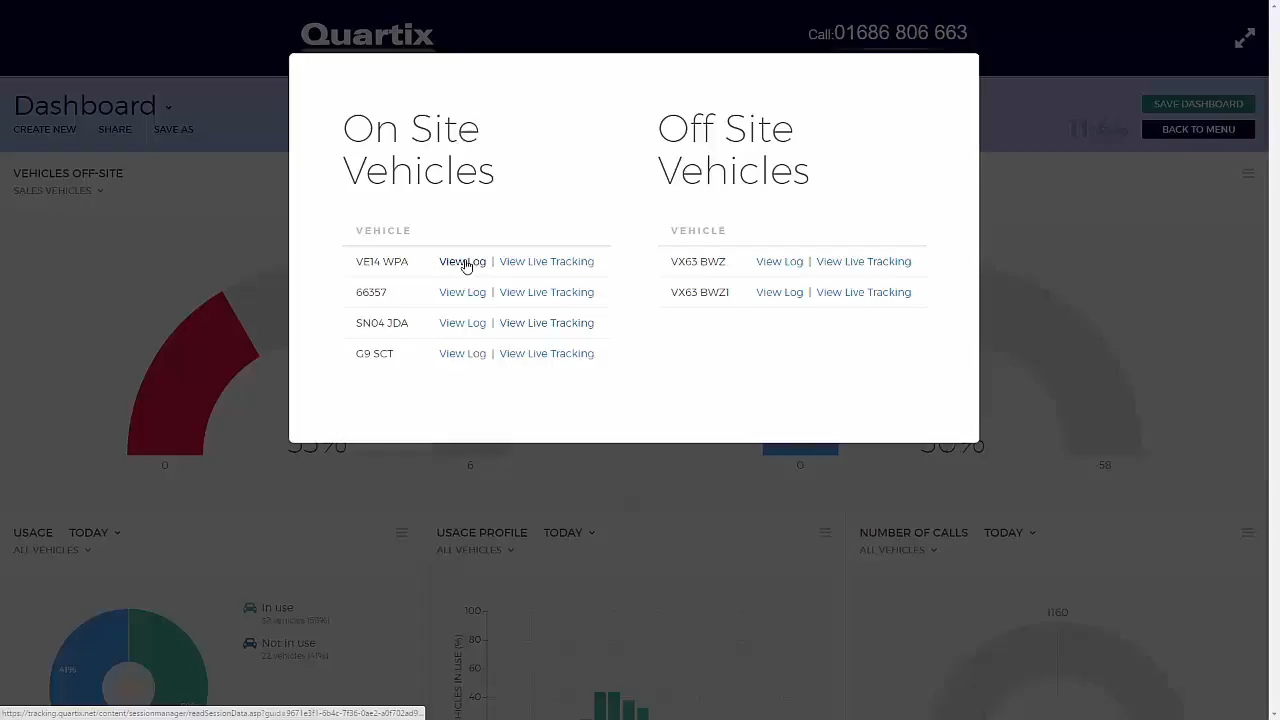 Quartix
Call:01686 806 663
Dashboard
CREATE NEW SHARE SAVE AS
SAVE DASHBOARD
BACK TO MENU
VEHICLES OFF-SITE
SALES VEHICLES
On Site
Vehicles
VEHICLE
VE14 WPA View Log | View Live Tracking
66357 View Log | View Live Tracking
SN04 JDA View Log | View Live Tracking
G9 SCT View Log | View Live Tracking
Off Site
Vehicles
VEHICLE
VX63 BWZ View Log | View Live Tracking
VX63 BWZ1 View Log | View Live Tracking
0 6
0 58
USAGE TODAY
ALL VEHICLES
In use
Not in use
22 vehicles (41%)
41%
USAGE PROFILE TODAY
ALL VEHICLES
100
80
60
40
NUMBER OF CALLS TODAY
ALL VEHICLES
1160